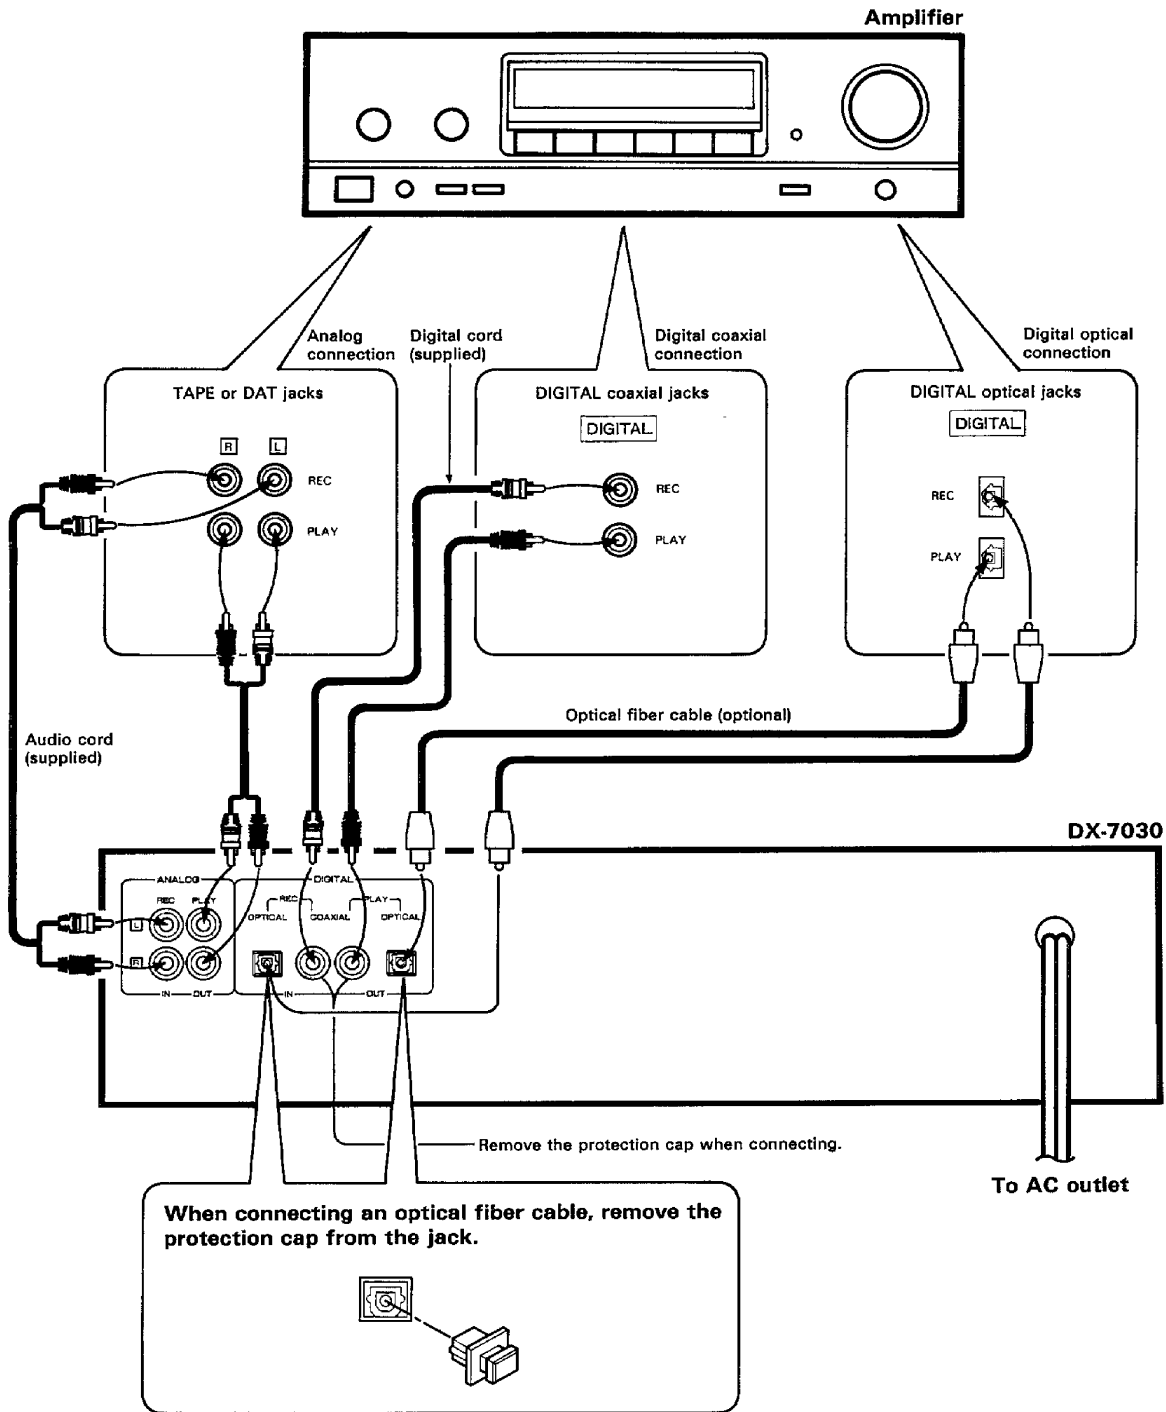 Amplifier
Analog
connection
Digital cord
(supplied)
Digital coaxial
connection
Digital optical
connection
TAPE or DAT jacks
R L
REC
PLAY
DIGITAL coaxial jacks
DIGITAL
REC
PLAY
DIGITAL optical jacks
DIGITAL
REC
PLAY
Audio cord
(supplied)
Optical fiber cable (optional)
DX-7030
ANALOG
REC PLAY
L
R
IN OUT
DIGITAL
REC PLAY
OPTICAL COAXIAL OPTICAL
IN OUT
Remove the protection cap when connecting.
To AC outlet
When connecting an optical fiber cable, remove the
protection cap from the jack.